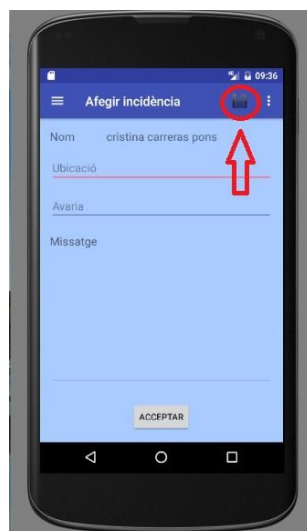 09:36
Afegir incidència
Nom cristina carreras pons
Ubicació
Avaria
Missatge
ACCEPTAR